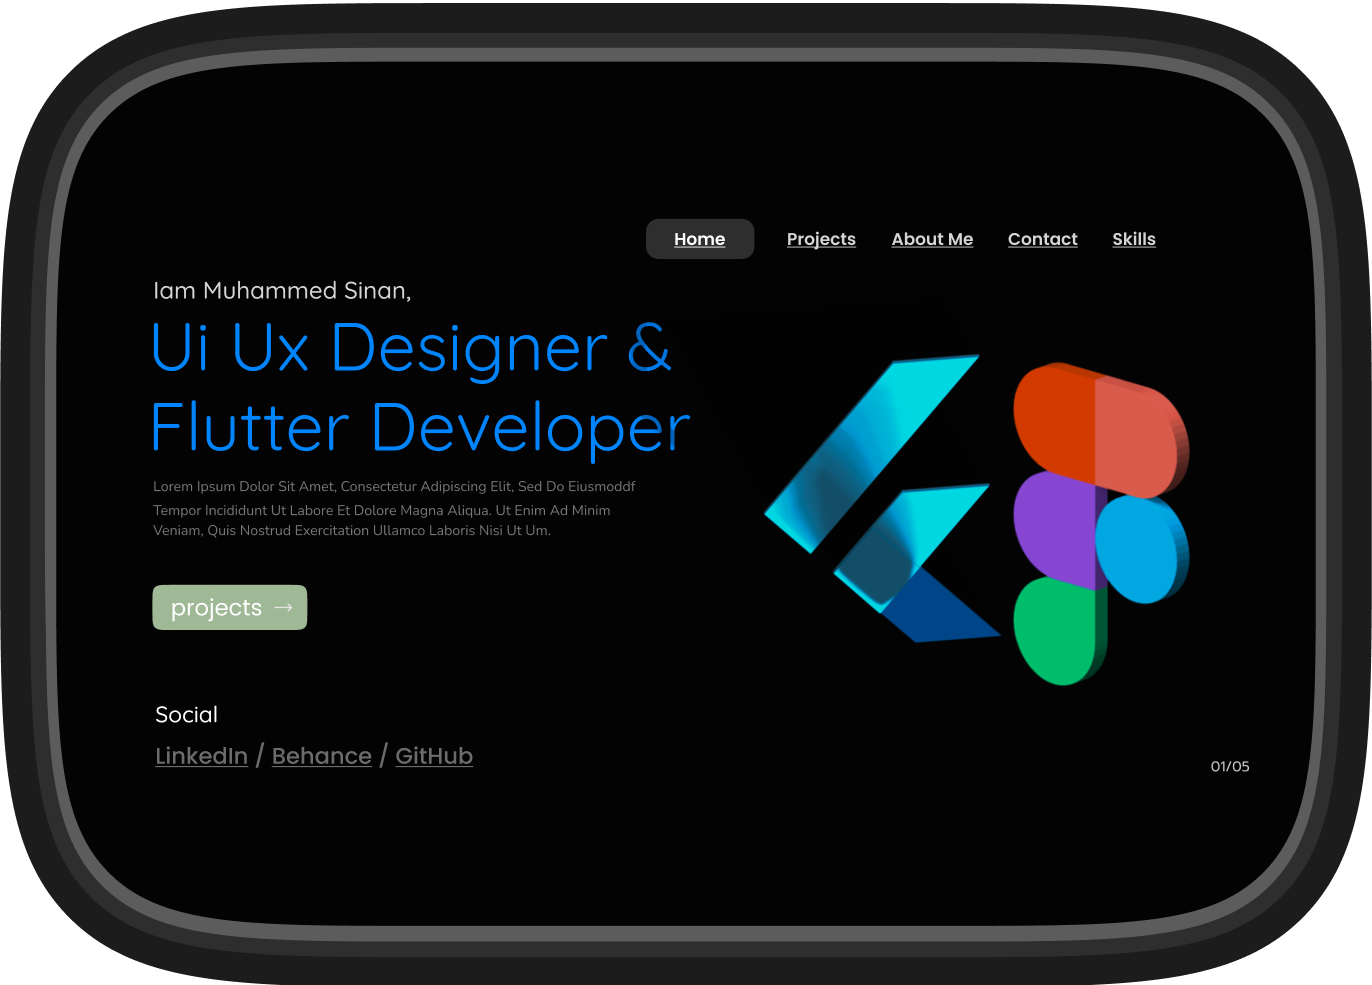 Home Projects About Me Contact Skills
Iam Muhammed Sinan,
Ui Ux Designer &
Flutter Developer
Lorem Ipsum Dolor Sit Amet, Consectetur Adipiscing Elit, Sed Do Eiusmoddf
Tempor Incididunt Ut Labore Et Dolore Magna Aliqua. Ut Enim Ad Minim
Veniam, Quis Nostrud Exercitation Ullamco Laboris Nisi Ut Um.
projects →
Social
LinkedIn / Behance / GitHub
01/05